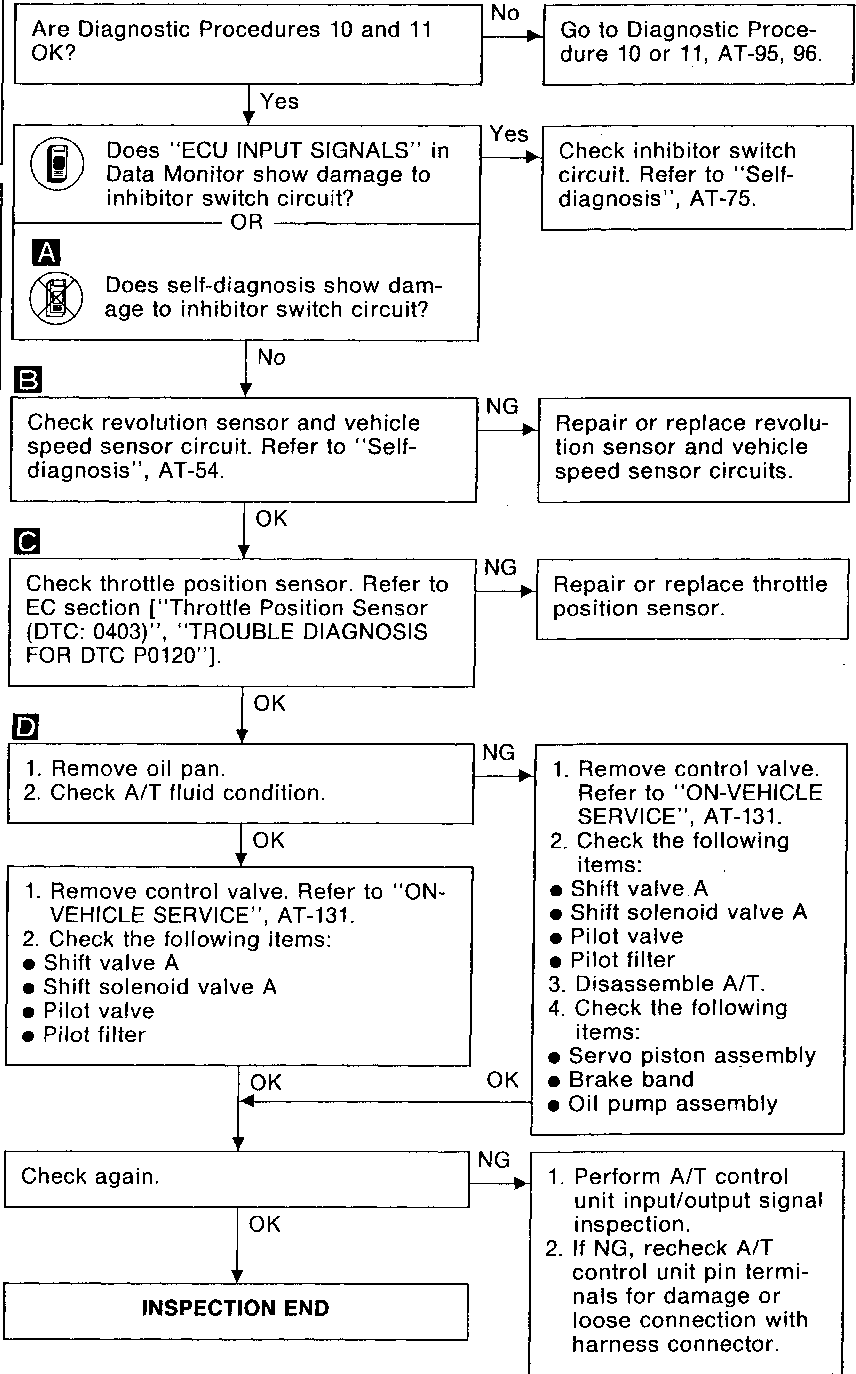 Are Diagnostic Procedures 10 and 11
OK?
No
Go to Diagnostic Proce-
dure 10 or 11, AT-95, 96.
Yes
Does "ECU INPUT SIGNALS" in
Data Monitor show damage to
inhibitor switch circuit?
OR
A
Does self-diagnosis show dam-
age to inhibitor switch circuit?
Yes
Check inhibitor switch
circuit. Refer to "Self-
diagnosis", AT-75.
No
B
Check revolution sensor and vehicle
speed sensor circuit. Refer to "Self-
diagnosis", AT-54.
NG
Repair or replace revolu-
tion sensor and vehicle
speed sensor circuits.
OK
C
Check throttle position sensor. Refer to
EC section ["Throttle Position Sensor
(DTC: 0403)", "TROUBLE DIAGNOSIS
FOR DTC P0120"].
NG
Repair or replace throttle
position sensor.
OK
D
1. Remove oil pan.
2. Check A/T fluid condition.
NG
1. Remove control valve.
Refer to "ON-VEHICLE
SERVICE", AT-131.
2. Check the following
items:
● Shift valve A
● Shift solenoid valve A
● Pilot valve
● Pilot filter
3. Disassemble A/T.
4. Check the following
items:
● Servo piston assembly
● Brake band
● Oil pump assembly
OK
1. Remove control valve. Refer to "ON-
VEHICLE SERVICE", AT-131.
2. Check the following items:
● Shift valve A
● Shift solenoid valve A
● Pilot valve
● Pilot filter
OK
OK
Check again.
NG
1. Perform A/T control
unit input/output signal
inspection.
2. If NG, recheck A/T
control unit pin termi-
nals for damage or
loose connection with
harness connector.
OK
INSPECTION END